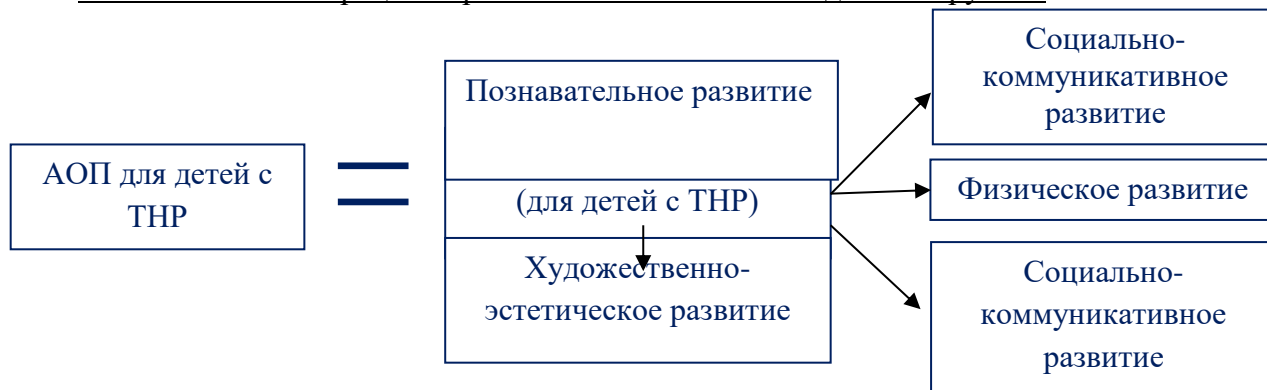 АОП для детей с
ТНР
Познавательное развитие
(для детей с ТНР)
Художественно-
эстетическое развитие
Социально-
коммуникативное
развитие
Физическое развитие
Социально-
коммуникативное
развитие